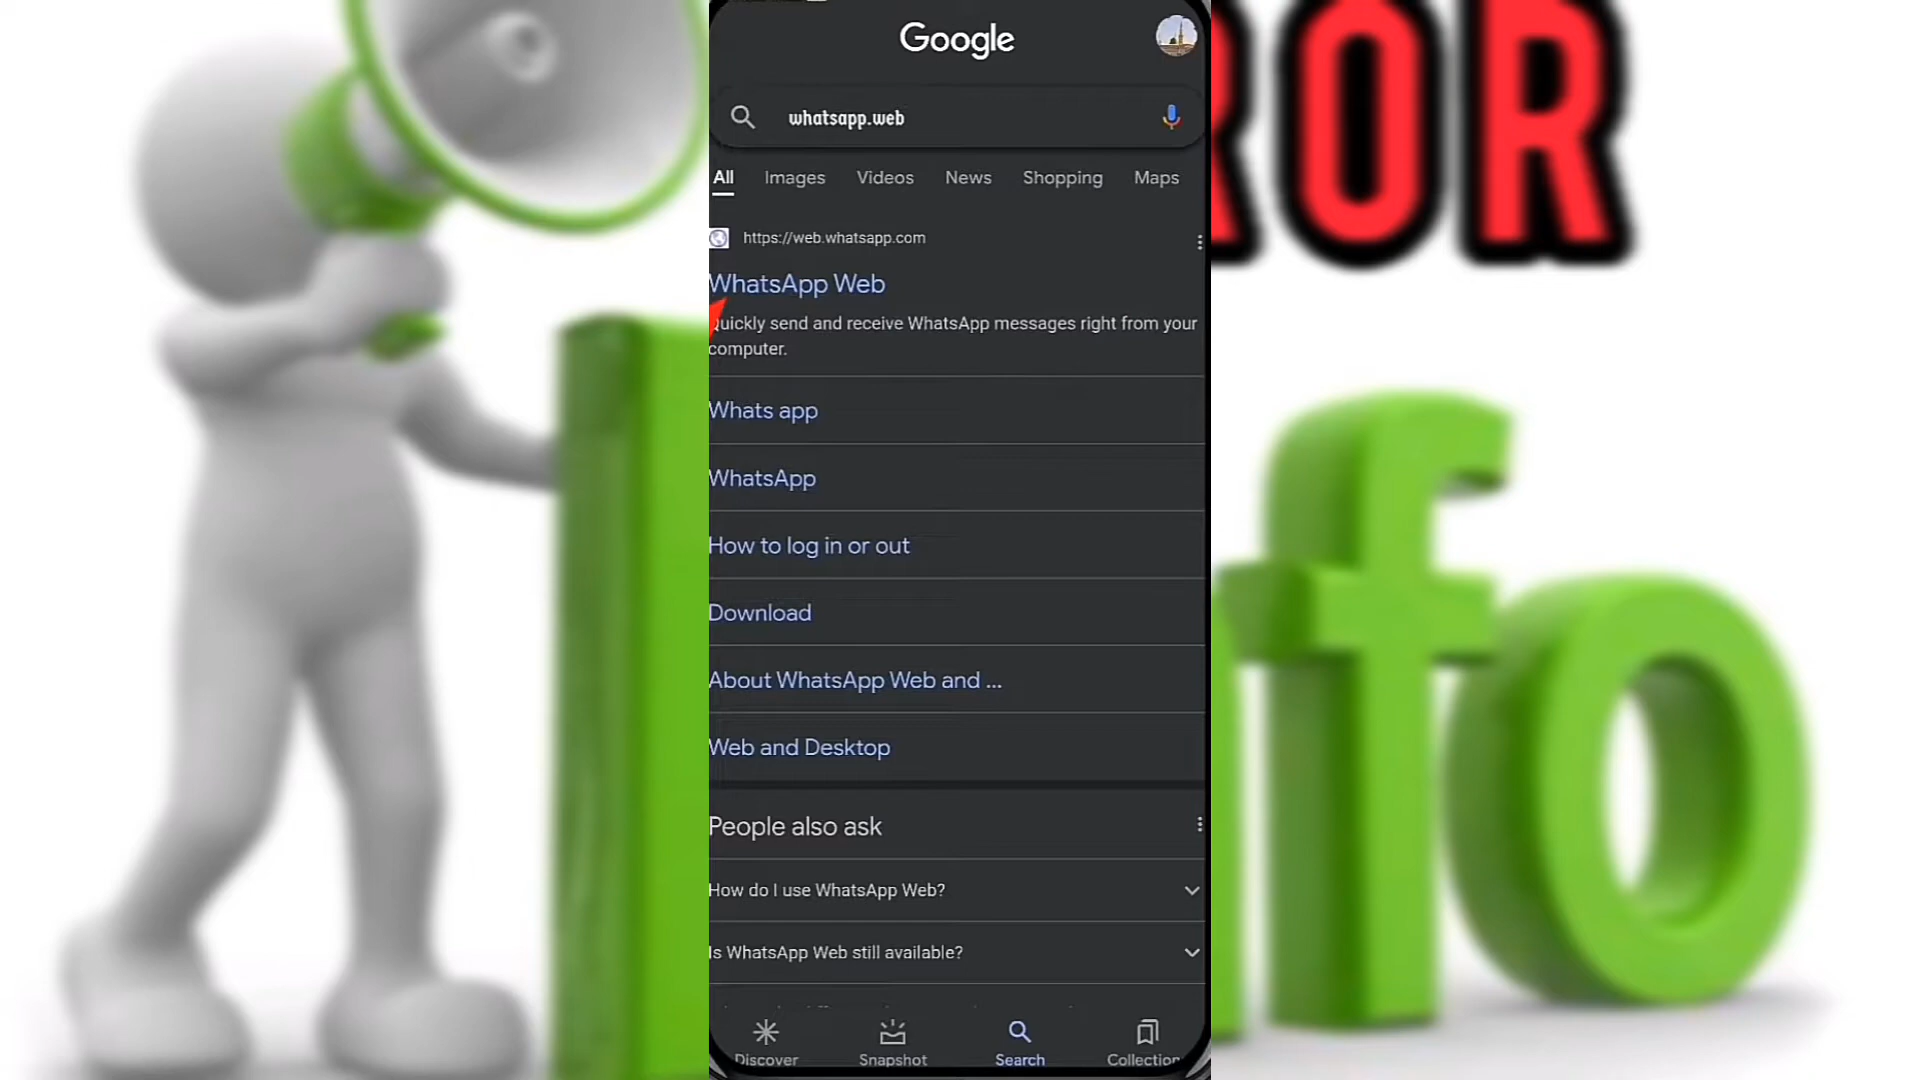 Google
whatsapp.web
All Images Videos News Shopping Maps
https://web.whatsapp.com
WhatsApp Web
Quickly send and receive WhatsApp messages right from your
computer.
Whats app
WhatsApp
How to log in or out
Download
About WhatsApp Web and ...
Web and Desktop
People also ask
How do I use WhatsApp Web?
Is WhatsApp Web still available?
Discover Snapshot Search Collection
ROR
fo